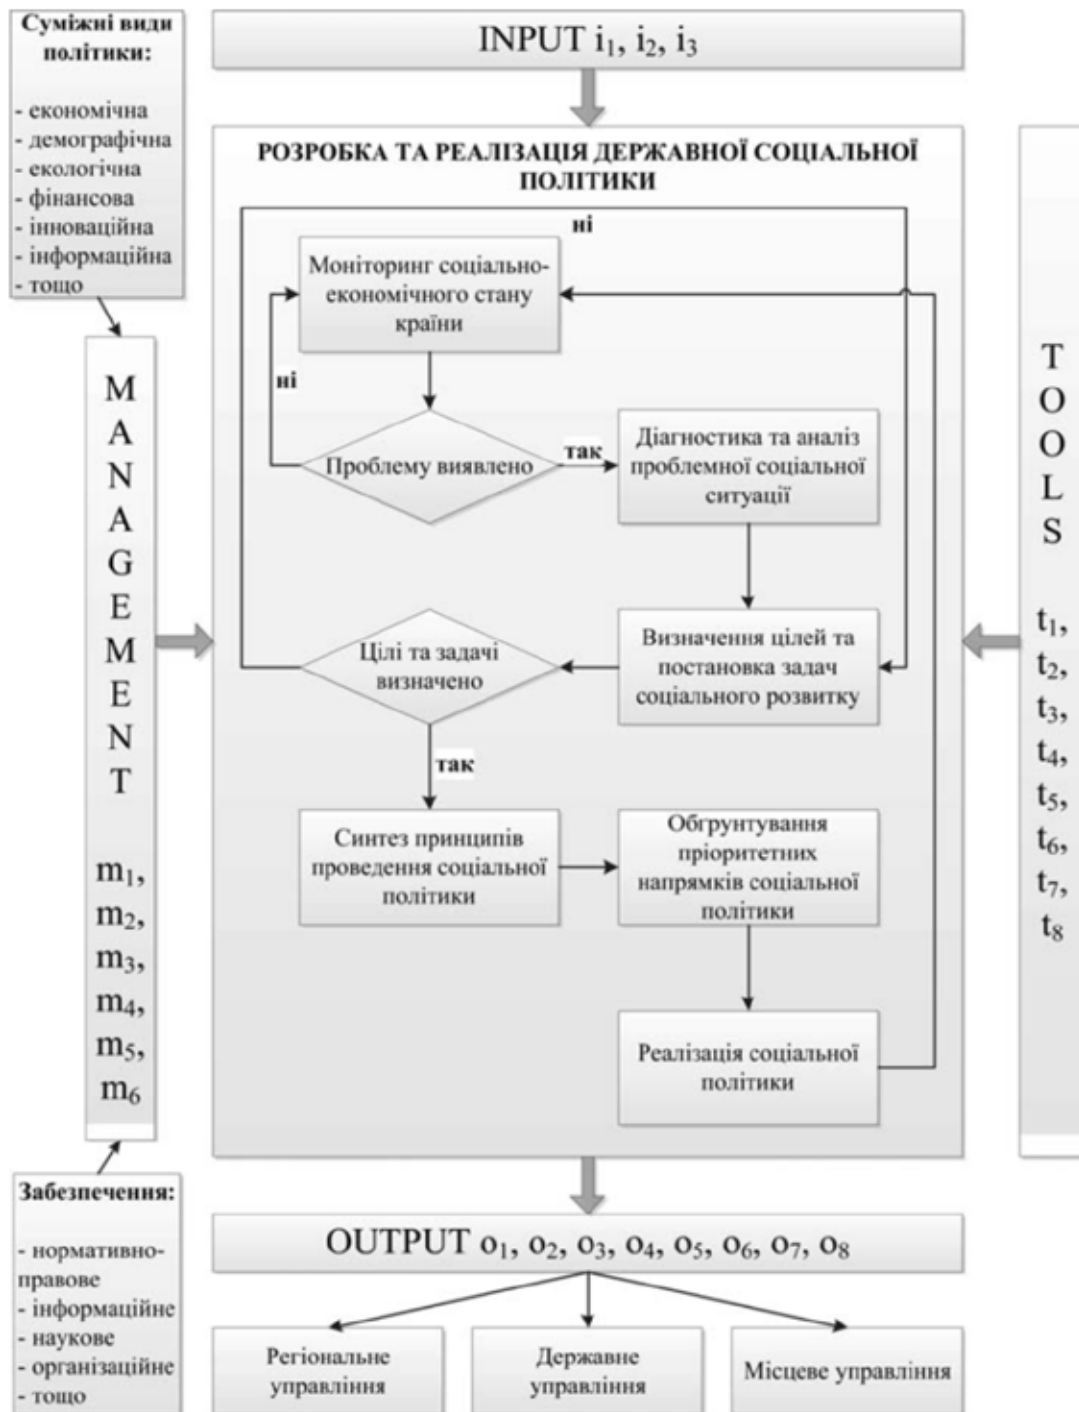 Суміжні види
політики:
- економічна
- демографічна
- екологічна
- фінансова
- інноваційна
- інформаційна
- тощо
INPUT i₁, i₂, i₃
РОЗРОБКА ТА РЕАЛІЗАЦІЯ ДЕРЖАВНОЇ СОЦІАЛЬНОЇ
ПОЛІТИКИ
ні
Моніторинг соціально-
економічного стану
країни
ні
Проблему виявлено
так
Діагностика та аналіз
проблемної соціальної
ситуації
Визначення цілей та
постановка задач
соціального розвитку
Цілі та задачі
визначено
так
Синтез принципів
проведення соціальної
політики
Обгрунтування
пріоритетних
напрямків соціальної
політики
Реалізація соціальної
політики
M
A
N
A
G
E
M
E
N
T
m₁,
m₂,
m₃,
m₄,
m₅,
m₆
T
O
O
L
S
t₁,
t₂,
t₃,
t₄,
t₅,
t₆,
t₇,
t₈
Забезпечення:
- нормативно-
правове
- інформаційне
- наукове
- організаційне
- тощо
OUTPUT o₁, o₂, o₃, o₄, o₅, o₆, o₇, o₈
Регіональне
управління
Державне
управління
Місцеве управління